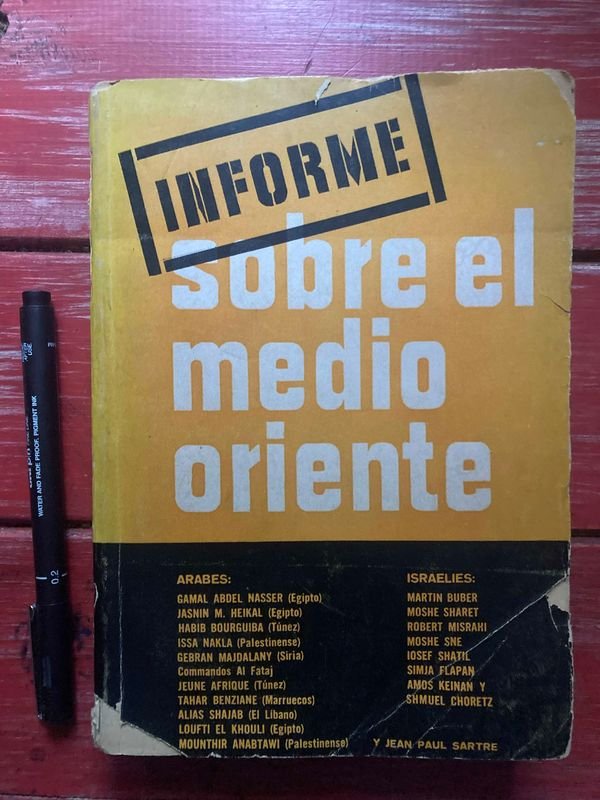 INFORME
sobre el
medio
oriente
ARABES:
GAMAL ABDEL NASSER (Egipto)
JASNIN M. HEIKAL (Egipto)
HABIB BOURGUIBA (Túnez)
ISSA NAKLA (Palestinense)
GEBRAN MAJDALANY (Siria)
Commandos Al Fataj
JEUNE AFRIQUE (Túnez)
TAHAR BENZIANE (Marruecos)
ALIAS SHAJAB (El Líbano)
LOUFTI EL KHOULI (Egipto)
MOUNTHIR ANABTAWI (Palestinense)
ISRAELIES:
MARTIN BUBER
MOSHE SHARET
ROBERT MISRAHI
MOSHE SNE
IOSEF SHATIL
SIMJA FLAPAN
AMOS KEINAN Y
SHMUEL CHORETZ
Y JEAN PAUL SARTRE
WATER AND FADE PROOF, PIGMENT INK
0.2